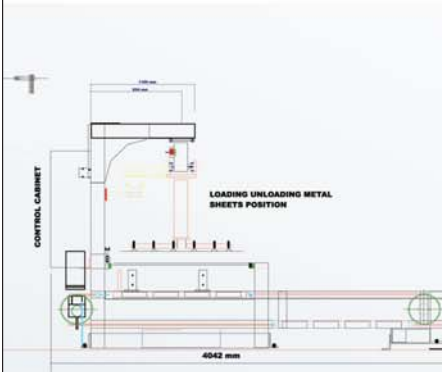 CONTROL CABINET
LOADING UNLOADING METAL
SHEETS POSITION
4042 mm